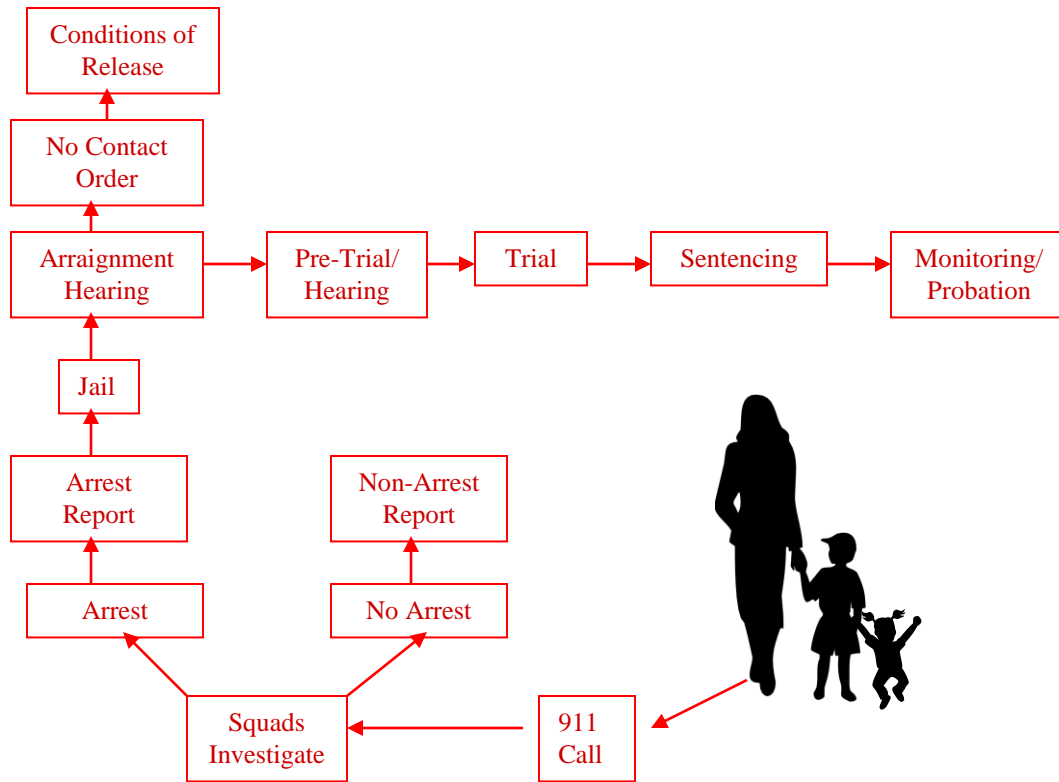 Conditions of
Release
No Contact
Order
Arraignment
Hearing
Pre-Trial/
Hearing
Trial
Sentencing
Monitoring/
Probation
Jail
Arrest
Report
Non-Arrest
Report
Arrest
No Arrest
Squads
Investigate
911
Call